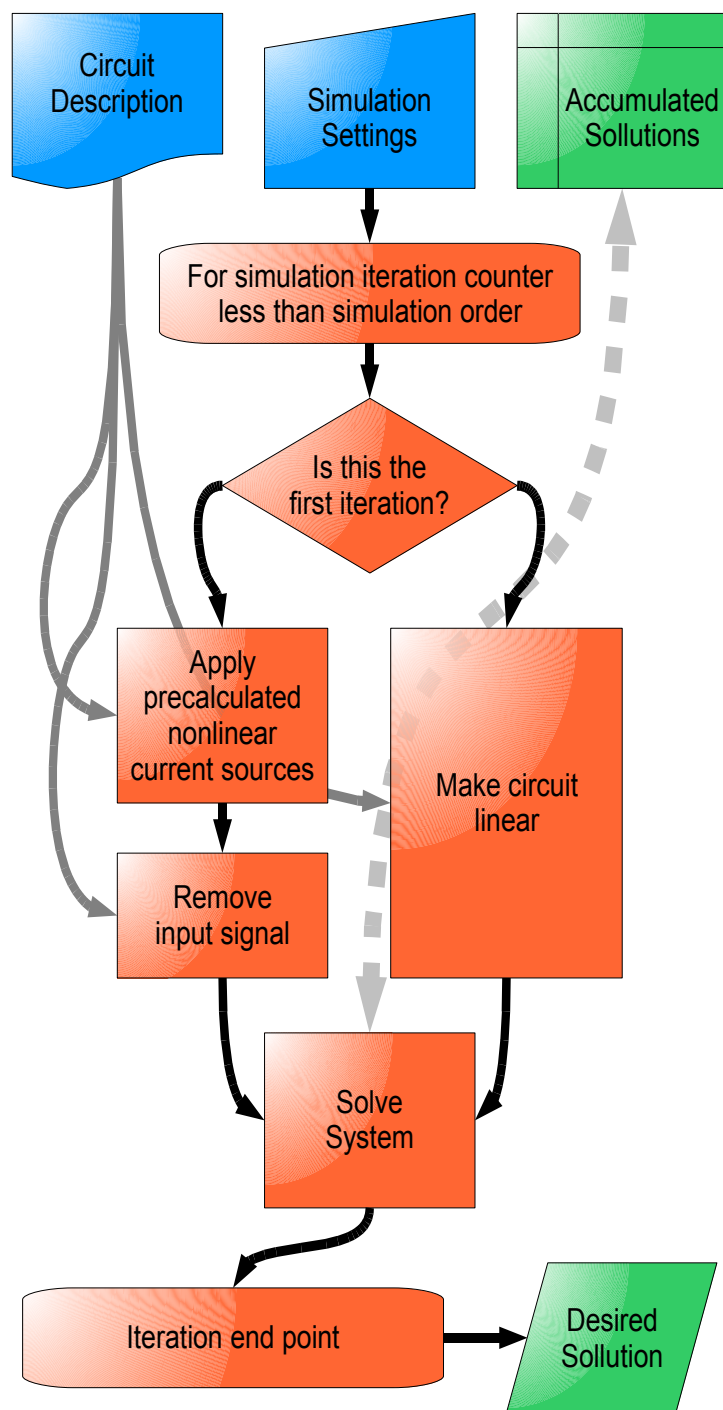 Circuit
Description
Simulation
Settings
Accumulated
Sollutions
For simulation iteration counter
less than simulation order
Is this the
first iteration?
Apply
precalculated
nonlinear
current sources
Make circuit
linear
Remove
input signal
Solve
System
Iteration end point
Desired
Sollution